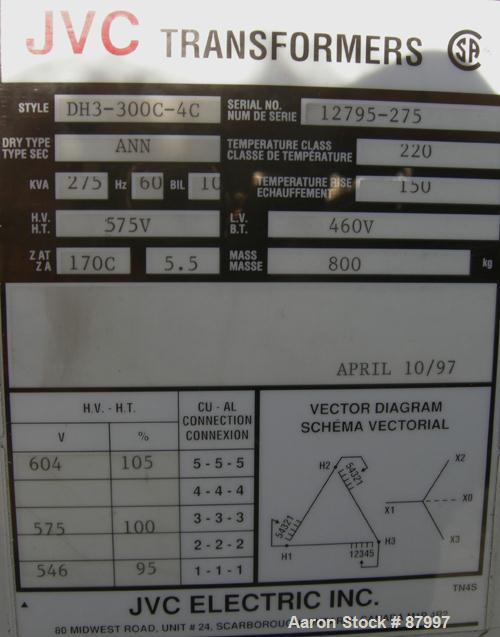 JVC TRANSFORMERS
STYLE DH3-300C-4C SERIAL NO. NUM DE SERIE 12795-275
DRY TYPE TYPE SEC ANN TEMPERATURE CLASS CLASSE DE TEMPÉRATURE 220
KVA 275 Hz 60 BIL 10 TEMPERATURE RISE ECHAUFFEMENT 150
H.V. H.T. 575V L.V. B.T. 460V
Z AT Z A 170C 5.5 MASS MASSE 800 kg
APRIL 10/97
H.V. - H.T. CU - AL CONNECTION CONNEXION
V %
604 105 5 - 5 - 5
4 - 4 - 4
575 100 3 - 3 - 3
2 - 2 - 2
546 95 1 - 1 - 1
VECTOR DIAGRAM
SCHÉMA VECTORIAL
H2 54321 X2
X0
X1
54321 X3
H1 12345 H3
TN4S
JVC ELECTRIC INC.
80 MIDWEST ROAD, UNIT # 24, SCARBOROUGH
Aaron Stock # 87997